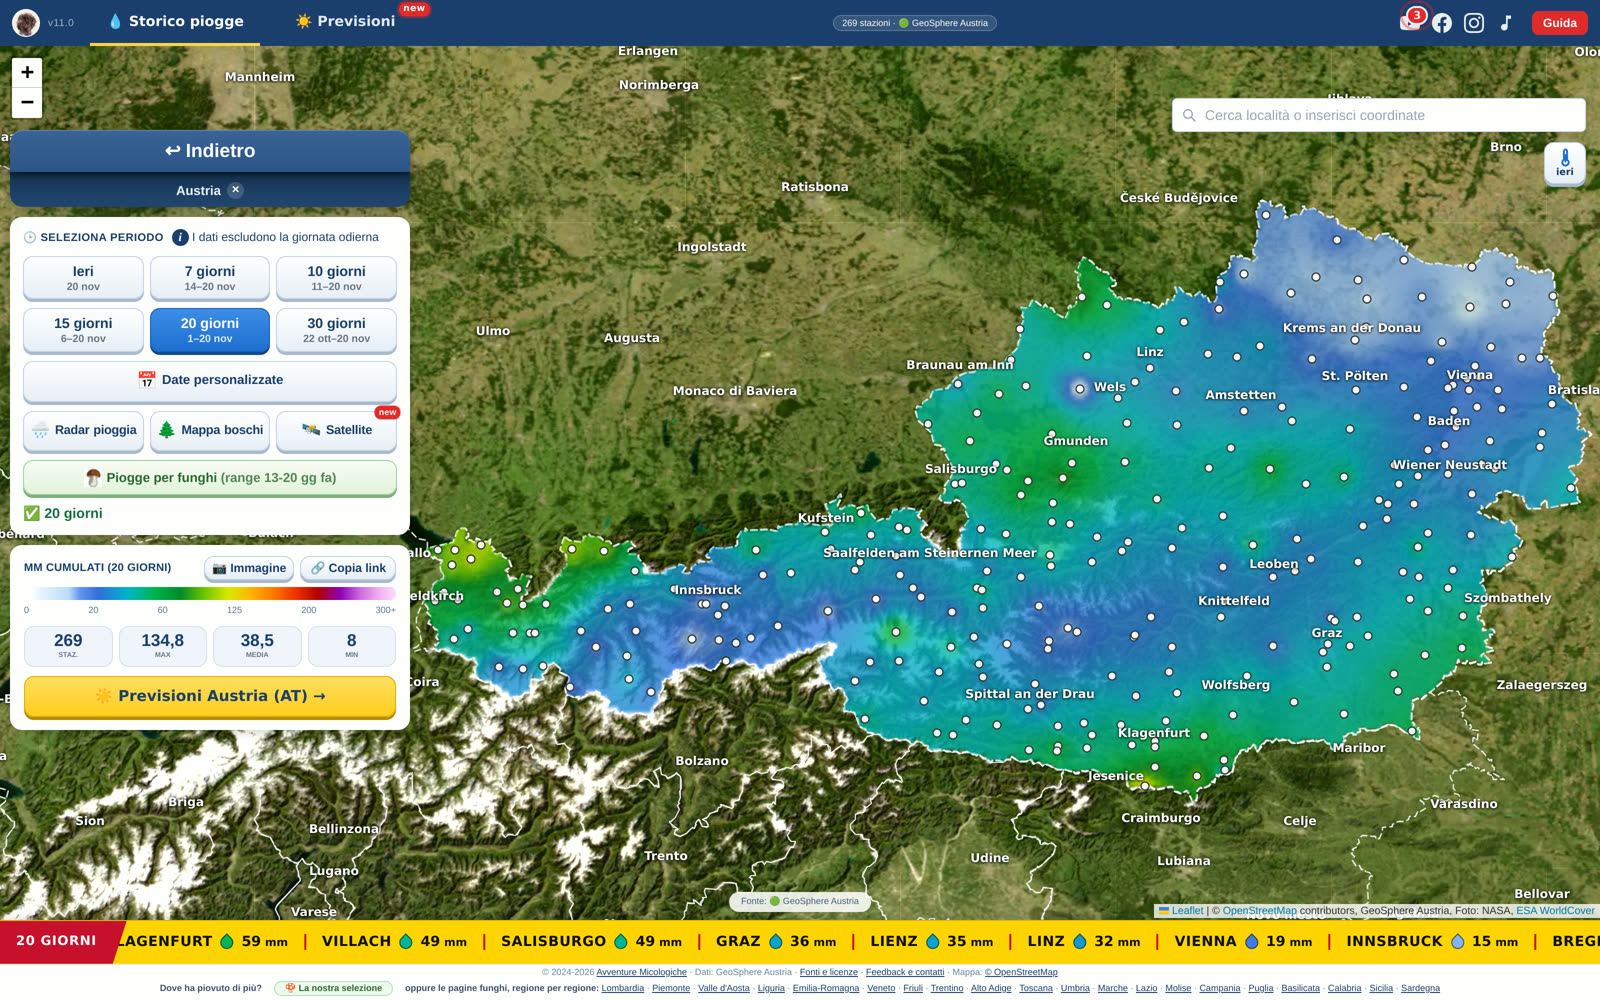 v11.0
💧 Storico piogge
☀️ Previsioni
new
269 stazioni · 🟢 GeoSphere Austria
3
Guida
+
−
↩ Indietro
Austria ×
🕒 SELEZIONA PERIODO i I dati escludono la giornata odierna
Ieri
20 nov
7 giorni
14–20 nov
10 giorni
11–20 nov
15 giorni
6–20 nov
20 giorni
1–20 nov
30 giorni
22 ott–20 nov
📅 Date personalizzate
Radar pioggia
Mappa boschi
Satellite
new
Piogge per funghi (range 13-20 gg fa)
✅ 20 giorni
MM CUMULATI (20 GIORNI)
📷 Immagine
🔗 Copia link
0 20 60 125 200 300+
269
STAZ.
134,8
MAX
38,5
MEDIA
8
MIN
☀️ Previsioni Austria (AT) →
Cerca località o inserisci coordinate
ieri
Erlangen
Mannheim
Norimberga
Jihlava
Brno
Ratisbona
České Budějovice
Ingolstadt
Krems an der Donau
Ulmo
Augusta
Linz
Braunau am Inn
St. Pölten
Vienna
Monaco di Baviera
Wels
Amstetten
Bratisla
Baden
Gmunden
Salisburgo
Wiener Neustadt
Kufstein
Saalfelden am Steinernen Meer
Leoben
Innsbruck
eldkirch
Knittelfeld
Szombathely
Graz
Coira
Wolfsberg
Zalaegerszeg
Spittal an der Drau
Klagenfurt
Maribor
Bolzano
Jesenice
Briga
Varasdino
Sion
Bellinzona
Craimburgo
Celje
Trento
Udine
Lubiana
Lugano
Bellovar
Varese
Fonte: 🟢 GeoSphere Austria
Leaflet | © OpenStreetMap contributors, GeoSphere Austria, Foto: NASA, ESA WorldCover
20 GIORNI
LAGENFURT 59 mm | VILLACH 49 mm | SALISBURGO 49 mm | GRAZ 36 mm | LIENZ 35 mm | LINZ 32 mm | VIENNA 19 mm | INNSBRUCK 15 mm | BREG
© 2024-2026 Avventure Micologiche · Dati: GeoSphere Austria · Fonti e licenze · Feedback e contatti · Mappa: © OpenStreetMap
Dove ha piovuto di più? 🍄 La nostra selezione oppure le pagine funghi, regione per regione: Lombardia · Piemonte · Valle d'Aosta · Liguria · Emilia-Romagna · Veneto · Friuli · Trentino · Alto Adige · Toscana · Umbria · Marche · Lazio · Molise · Campania · Puglia · Basilicata · Calabria · Sicilia · Sardegna